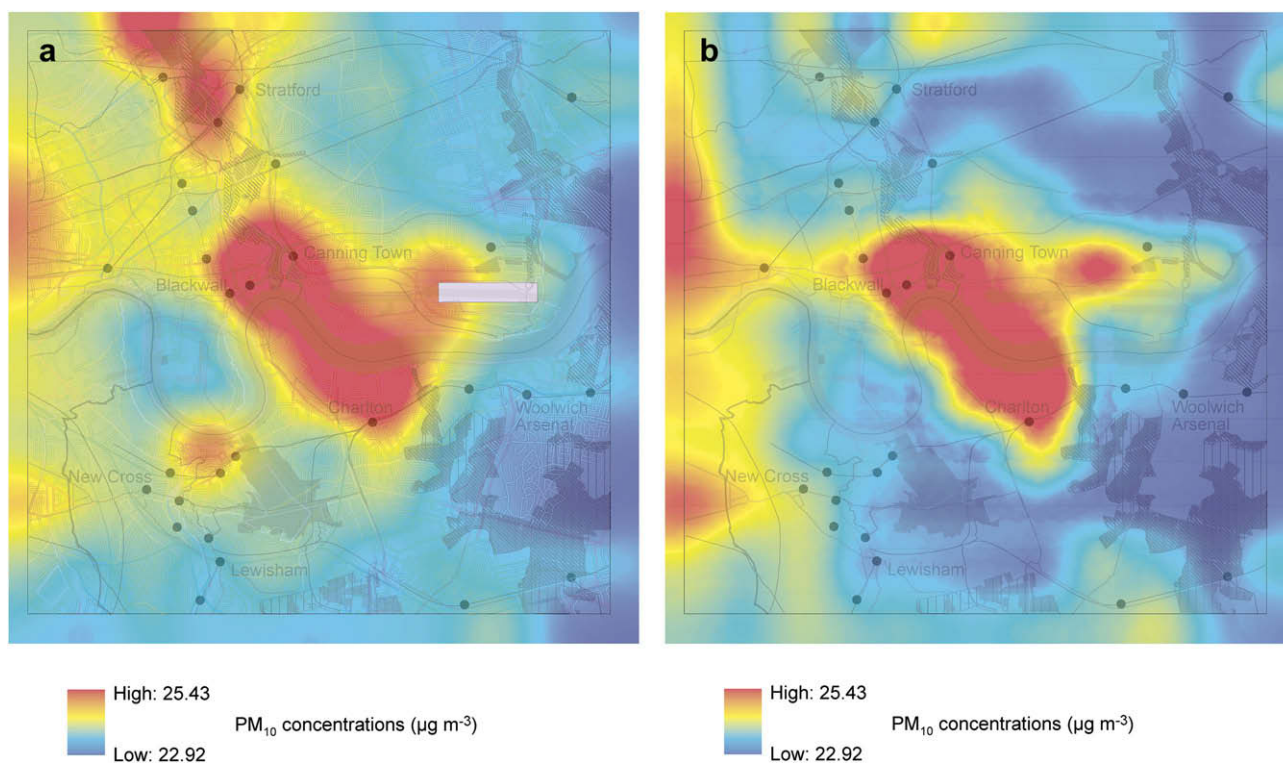 a
Stratford
Canning Town
Blackwall
Charlton
Woolwich
Arsenal
New Cross
Lewisham
b
Stratford
Canning Town
Blackwall
Charlton
Woolwich
Arsenal
New Cross
Lewisham
High: 25.43
PM₁₀ concentrations (µg m⁻³)
Low: 22.92
High: 25.43
PM₁₀ concentrations (µg m⁻³)
Low: 22.92